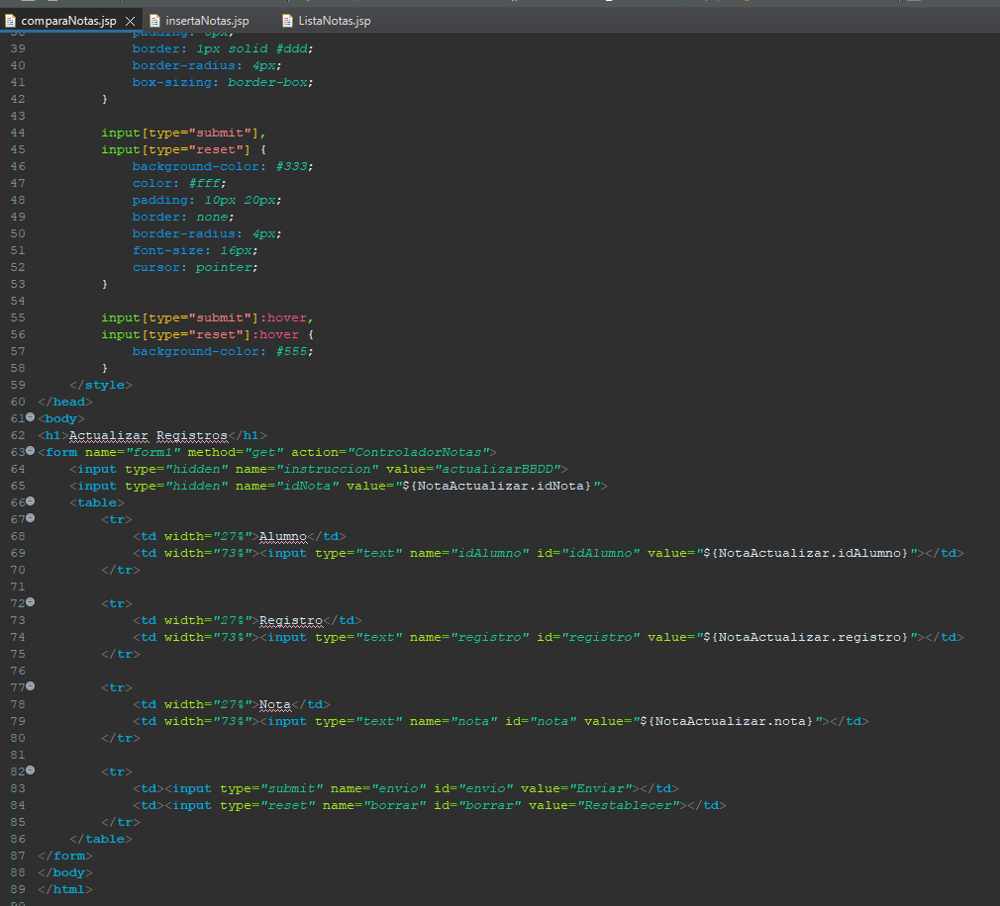 comparaNotas.jsp insertaNotas.jsp ListaNotas.jsp
38 padding: 8px;
39 border: 1px solid #ddd;
40 border-radius: 4px;
41 box-sizing: border-box;
42 }
43
44 input[type="submit"],
45 input[type="reset"] {
46 background-color: #333;
47 color: #fff;
48 padding: 10px 20px;
49 border: none;
50 border-radius: 4px;
51 font-size: 16px;
52 cursor: pointer;
53 }
54
55 input[type="submit"]:hover,
56 input[type="reset"]:hover {
57 background-color: #555;
58 }
59 </style>
60 </head>
61 <body>
62 <h1>Actualizar Registros</h1>
63 <form name="form1" method="get" action="ControladorNotas">
64 <input type="hidden" name="instruccion" value="actualizarBBDD">
65 <input type="hidden" name="idNota" value="${NotaActualizar.idNota}">
66 <table>
67 <tr>
68 <td width="27%">Alumno</td>
69 <td width="73%"><input type="text" name="idAlumno" id="idAlumno" value="${NotaActualizar.idAlumno}"></td>
70 </tr>
71
72 <tr>
73 <td width="27%">Registro</td>
74 <td width="73%"><input type="text" name="registro" id="registro" value="${NotaActualizar.registro}"></td>
75 </tr>
76
77 <tr>
78 <td width="27%">Nota</td>
79 <td width="73%"><input type="text" name="nota" id="nota" value="${NotaActualizar.nota}"></td>
80 </tr>
81
82 <tr>
83 <td><input type="submit" name="envio" id="envio" value="Enviar"></td>
84 <td><input type="reset" name="borrar" id="borrar" value="Restablecer"></td>
85 </tr>
86 </table>
87 </form>
88 </body>
89 </html>
90